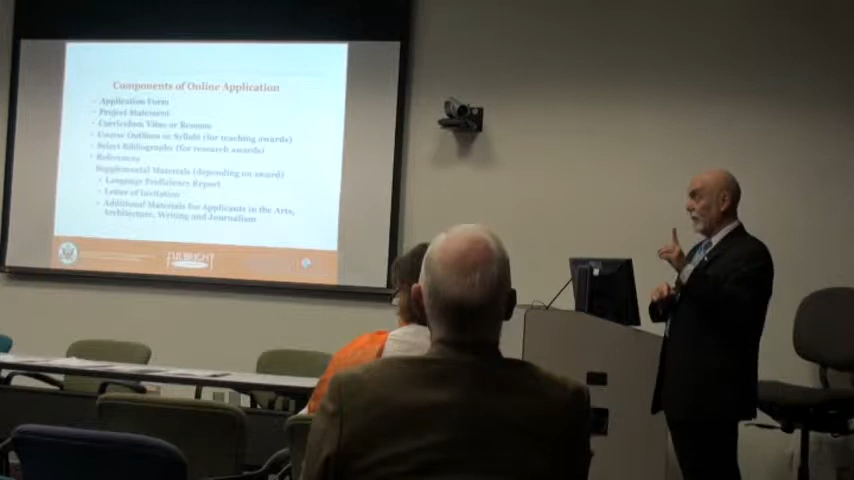 Components of Online Application
- Application Form
- Project Statement
- Curriculum Vitae or Resume
- Course Outlines or Syllabi (for teaching awards)
- Select Bibliography (for research awards)
- References
Supplemental Materials (depending on award)
- Language Proficiency Report
- Letter of Invitation
- Additional Materials for Applicants in the Arts,
Architecture, Writing and Journalism
FULBRIGHT